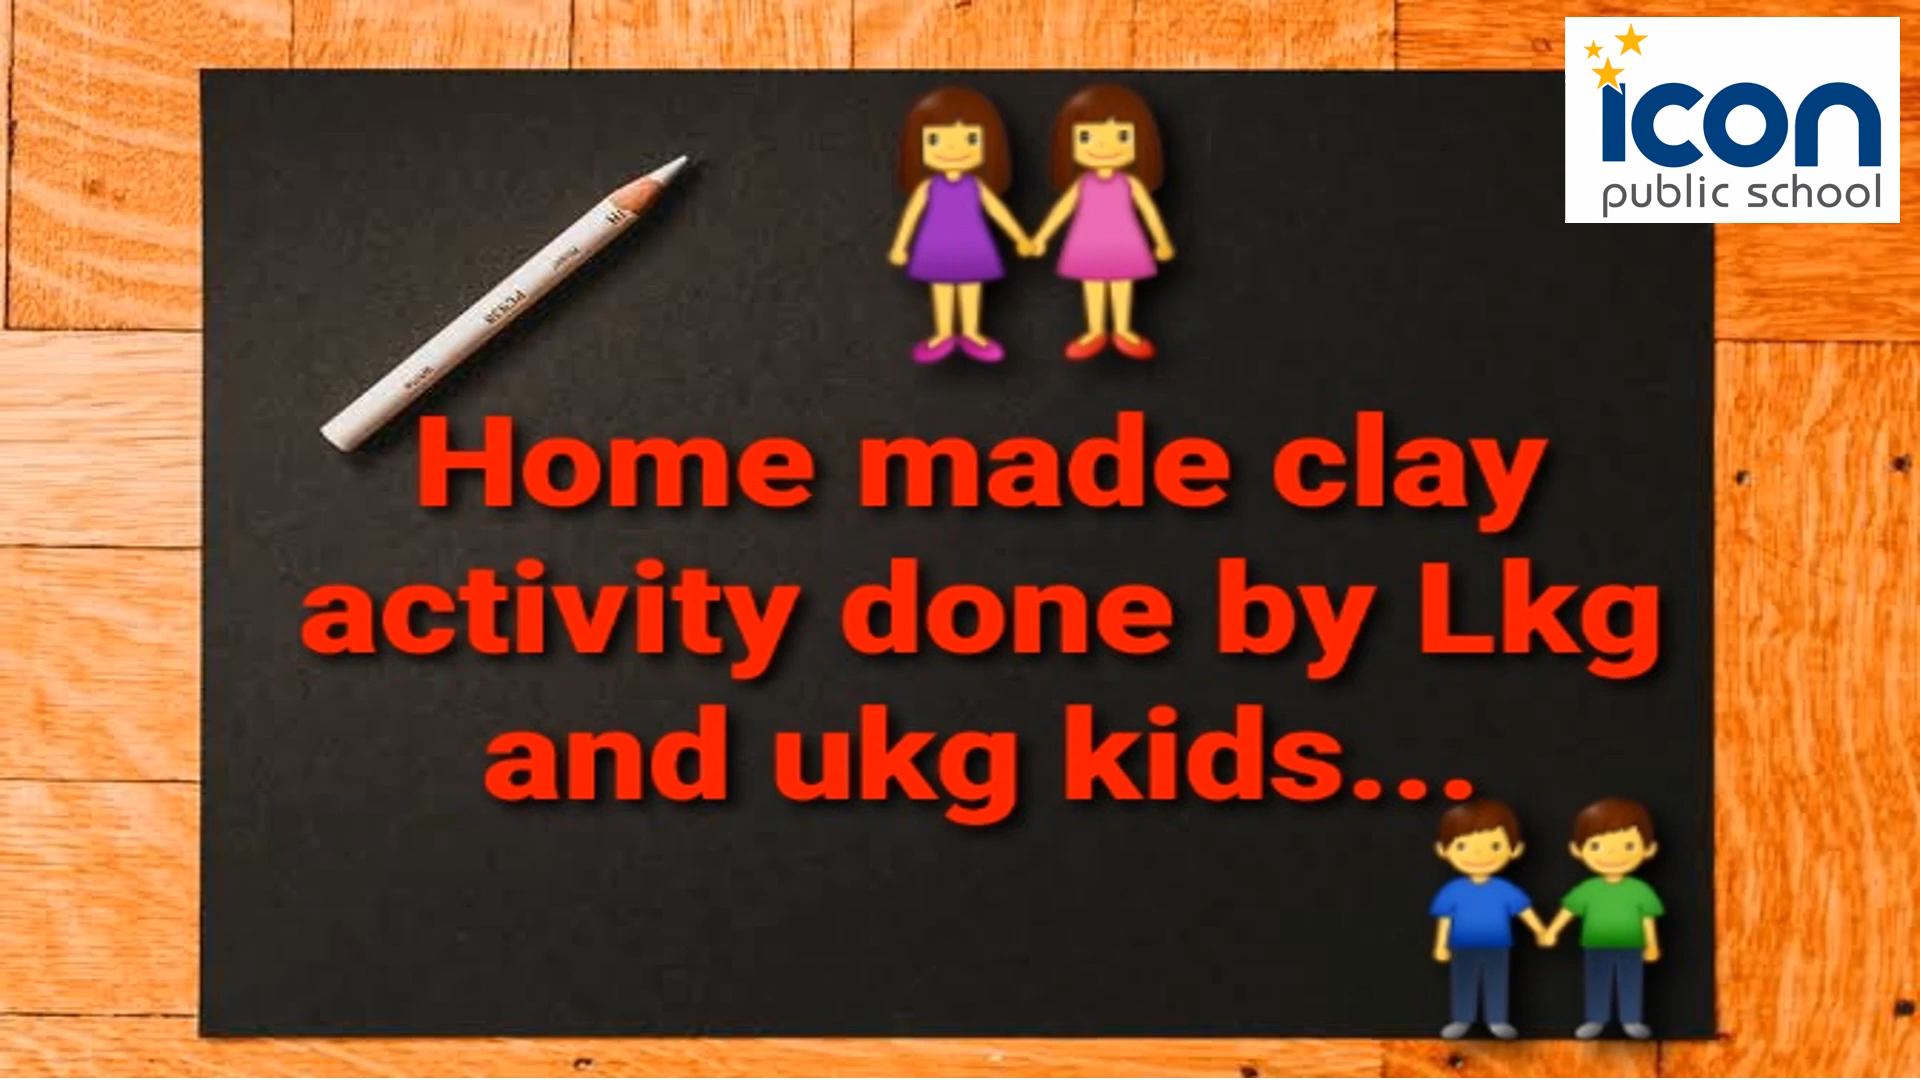 icon
public school
Home made clay
activity done by Lkg
and ukg kids...